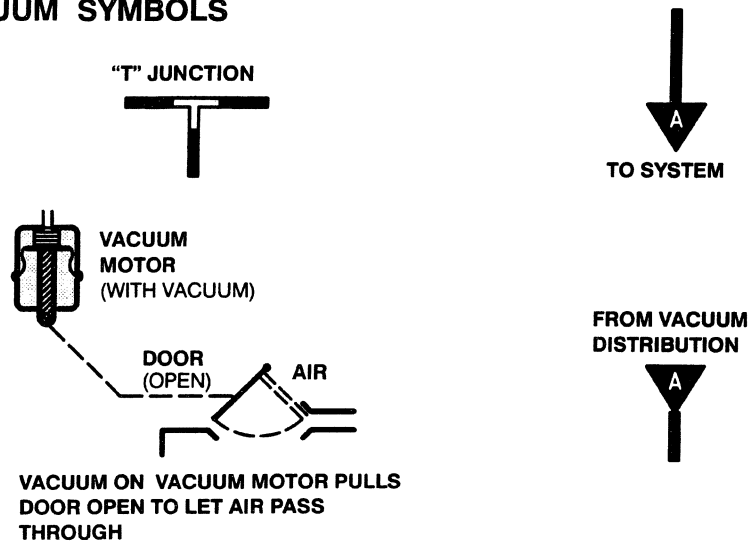 SYMBOLS
"T" JUNCTION
A
TO SYSTEM
VACUUM
MOTOR
(WITH VACUUM)
DOOR
(OPEN)
AIR
VACUUM ON VACUUM MOTOR PULLS
DOOR OPEN TO LET AIR PASS
THROUGH
FROM VACUUM
DISTRIBUTION
A